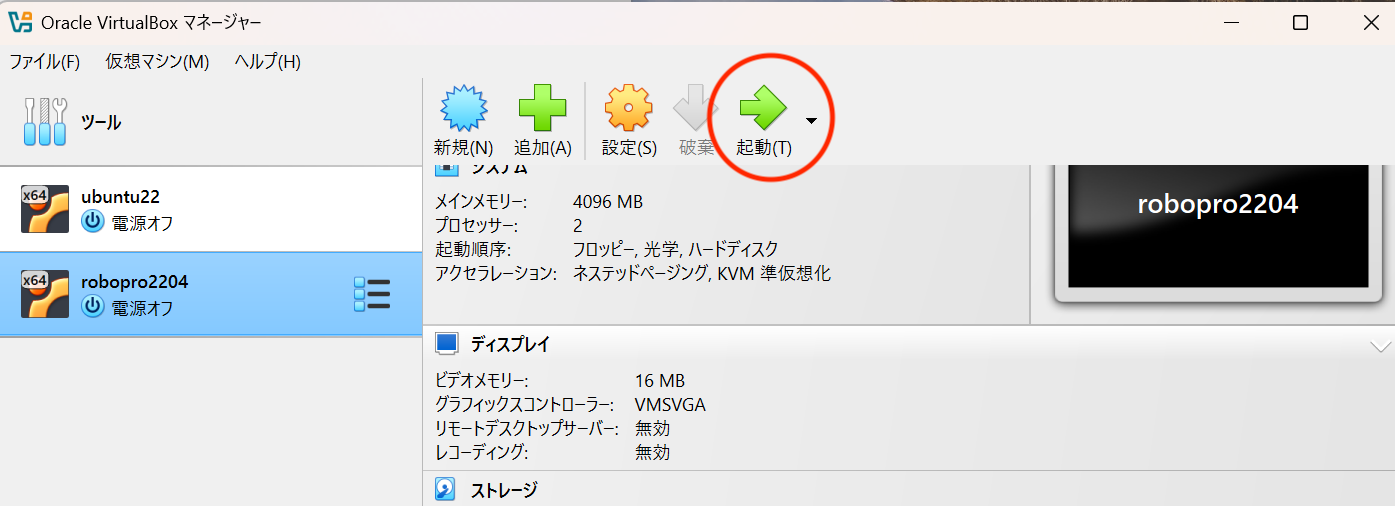 Oracle VirtualBox マネージャー
ファイル(F) 仮想マシン(M) ヘルプ(H)
ツール
新規(N) 追加(A) 設定(S) 破棄 起動(T)
x64 ubuntu22
電源オフ
x64 robopro2204
電源オフ
システム
メインメモリー: 4096 MB
プロセッサー: 2
起動順序: フロッピー, 光学, ハードディスク
アクセラレーション: ネステッドページング, KVM 準仮想化
robopro2204
ディスプレイ
ビデオメモリー: 16 MB
グラフィックスコントローラー: VMSVGA
リモートデスクトップサーバー: 無効
レコーディング: 無効
ストレージ